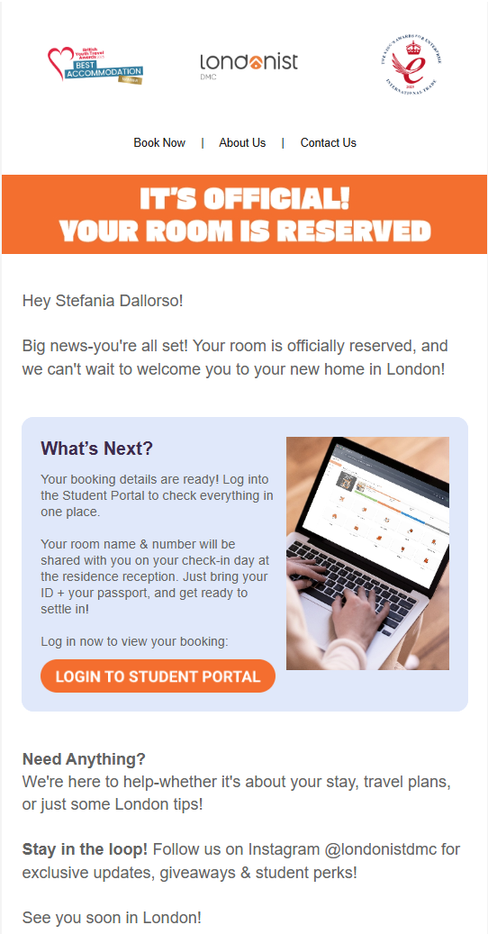 British
Youth Travel
Awards
BEST
ACCOMMODATION
londonist
DMC
INTERNATIONAL TRADE
Book Now | About Us | Contact Us
IT'S OFFICIAL!
YOUR ROOM IS RESERVED
Hey Stefania Dallorso!
Big news-you're all set! Your room is officially reserved, and
we can't wait to welcome you to your new home in London!
What's Next?
Your booking details are ready! Log into
the Student Portal to check everything in
one place.
Your room name & number will be
shared with you on your check-in day at
the residence reception. Just bring your
ID + your passport, and get ready to
settle in!
Log in now to view your booking:
LOGIN TO STUDENT PORTAL
Need Anything?
We're here to help-whether it's about your stay, travel plans,
or just some London tips!
Stay in the loop! Follow us on Instagram @londonistdmc for
exclusive updates, giveaways & student perks!
See you soon in London!